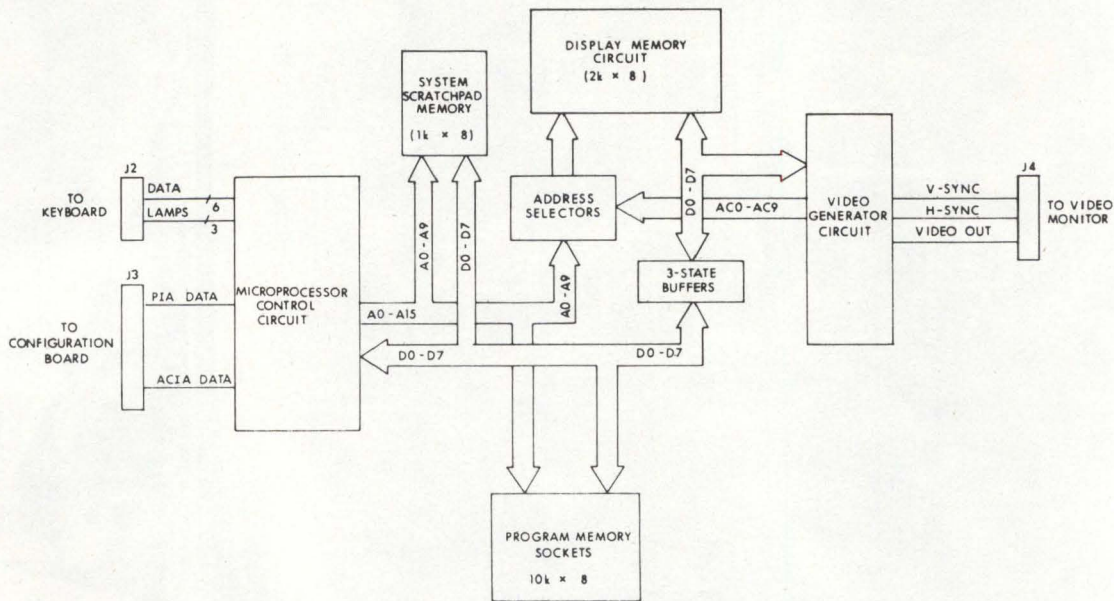 DISPLAY MEMORY
CIRCUIT
(2k × 8)
SYSTEM
SCRATCHPAD
MEMORY
(1k × 8)
J2
TO
KEYBOARD
DATA
6
LAMPS
3
J3
TO
CONFIGURATION
BOARD
PIA DATA
ACIA DATA
MICROPROCESSOR
CONTROL
CIRCUIT
A0-A9
D0-D7
A0-A15
D0-D7
ADDRESS
SELECTORS
A0-A9
D0-D7
AC0-AC9
3-STATE
BUFFERS
D0-D7
VIDEO
GENERATOR
CIRCUIT
V-SYNC
H-SYNC
VIDEO OUT
J4
TO VIDEO
MONITOR
PROGRAM MEMORY
SOCKETS
10k × 8